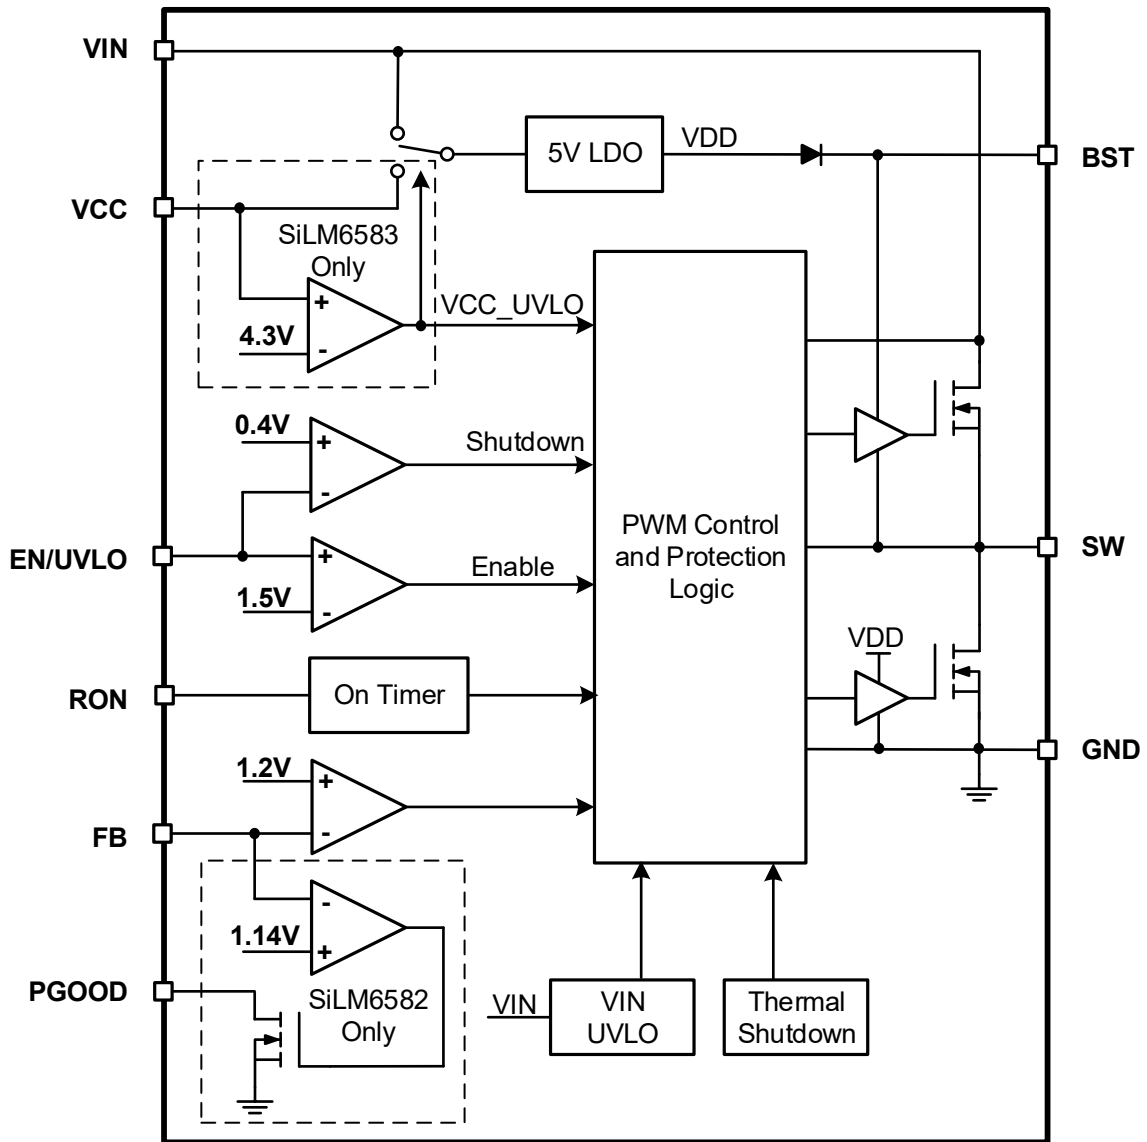 VIN
5V LDO
VDD
BST
VCC
SiLM6583
Only
+
4.3V
-
VCC_UVLO
0.4V
+
-
Shutdown
EN/UVLO
+
1.5V
-
Enable
PWM Control
and Protection
Logic
SW
VDD
RON
On Timer
GND
1.2V
+
FB
-
-
1.14V
+
PGOOD
SiLM6582
Only
VIN
VIN
UVLO
Thermal
Shutdown